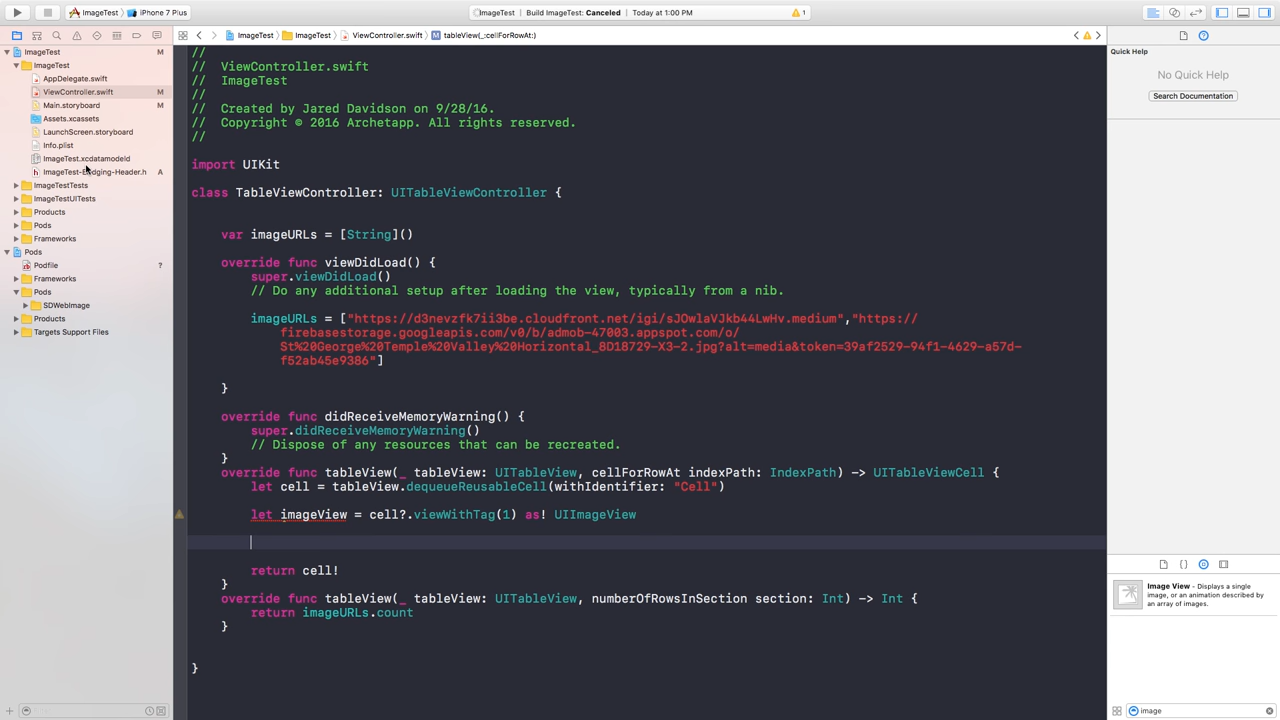 ImageTest
iPhone 7 Plus
ImageTest
Build ImageTest: Canceled
Today at 1:00 PM
1
ImageTest
ImageTest
ViewController.swift
tableView(_:cellForRowAt:)
ImageTest M
ImageTest
AppDelegate.swift
ViewController.swift M
Main.storyboard M
Assets.xcassets
LaunchScreen.storyboard
Info.plist
ImageTest.xcdatamodeld
ImageTest-Bridging-Header.h A
ImageTestTests
ImageTestUITests
Products
Pods
Frameworks
Pods
Podfile ?
Frameworks
Pods
SDWebImage
Products
Targets Support Files
//
//  ViewController.swift
//  ImageTest
//
//  Created by Jared Davidson on 9/28/16.
//  Copyright © 2016 Archetapp. All rights reserved.
//
import UIKit
class TableViewController: UITableViewController {
var imageURLs = [String]()
override func viewDidLoad() {
super.viewDidLoad()
// Do any additional setup after loading the view, typically from a nib.
imageURLs = ["https://d3nevzfk7ii3be.cloudfront.net/igi/sJOwlaVJkb44LwHv.medium","https://
firebasestorage.googleapis.com/v0/b/admob-47003.appspot.com/o/
St%20George%20Temple%20Valley%20Horizontal_8D18729-X3-2.jpg?alt=media&token=39af2529-94f1-4629-a57d-
f52ab45e9386"]
}
override func didReceiveMemoryWarning() {
super.didReceiveMemoryWarning()
// Dispose of any resources that can be recreated.
}
override func tableView(_ tableView: UITableView, cellForRowAt indexPath: IndexPath) -> UITableViewCell {
let cell = tableView.dequeueReusableCell(withIdentifier: "Cell")
let imageView = cell?.viewWithTag(1) as! UIImageView
return cell!
}
override func tableView(_ tableView: UITableView, numberOfRowsInSection section: Int) -> Int {
return imageURLs.count
}
}
Quick Help
No Quick Help
Search Documentation
Image View - Displays a single
image, or an animation described by
an array of images.
image